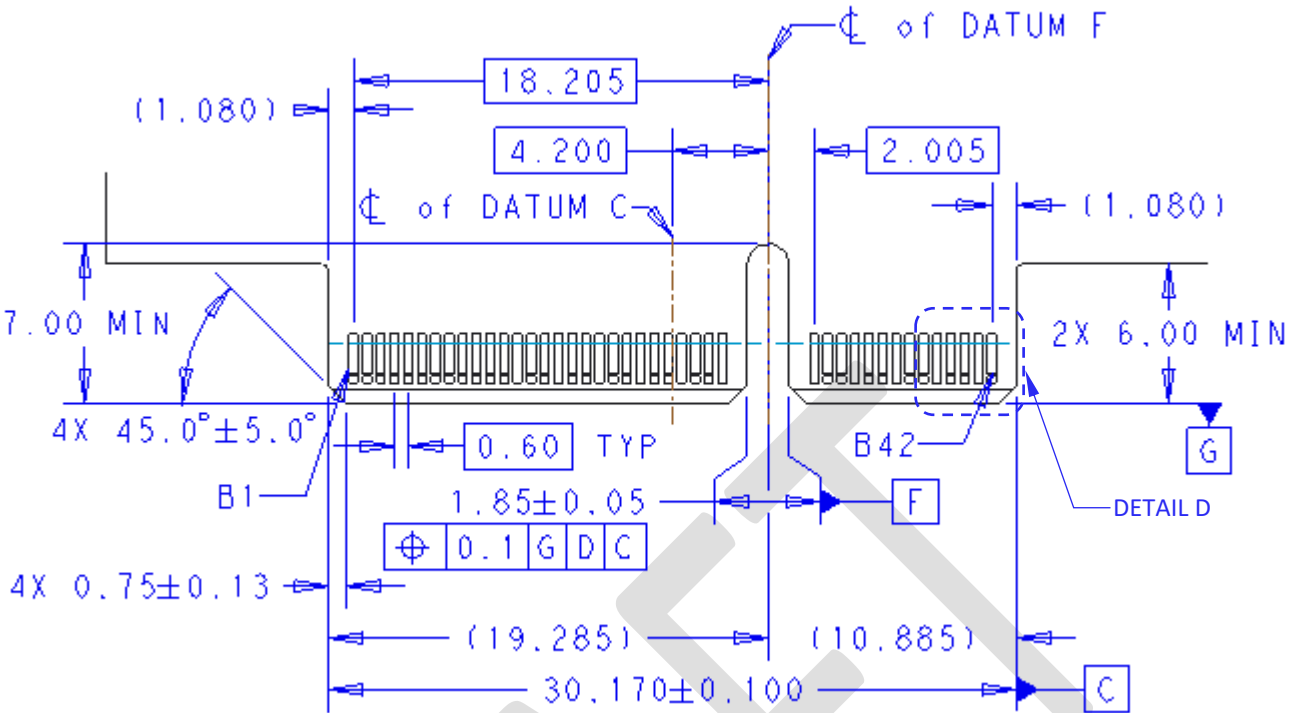 ℄ of DATUM F
18.205
(1.080)
4.200
2.005
℄ of DATUM C
(1.080)
7.00 MIN
2X 6.00 MIN
4X 45.0°±5.0°
0.60 TYP
B42
G
B1
1.85±0.05
F
DETAIL D
⌖ 0.1 G D C
4X 0.75±0.13
(19.285)
(10.885)
30.170±0.100
C